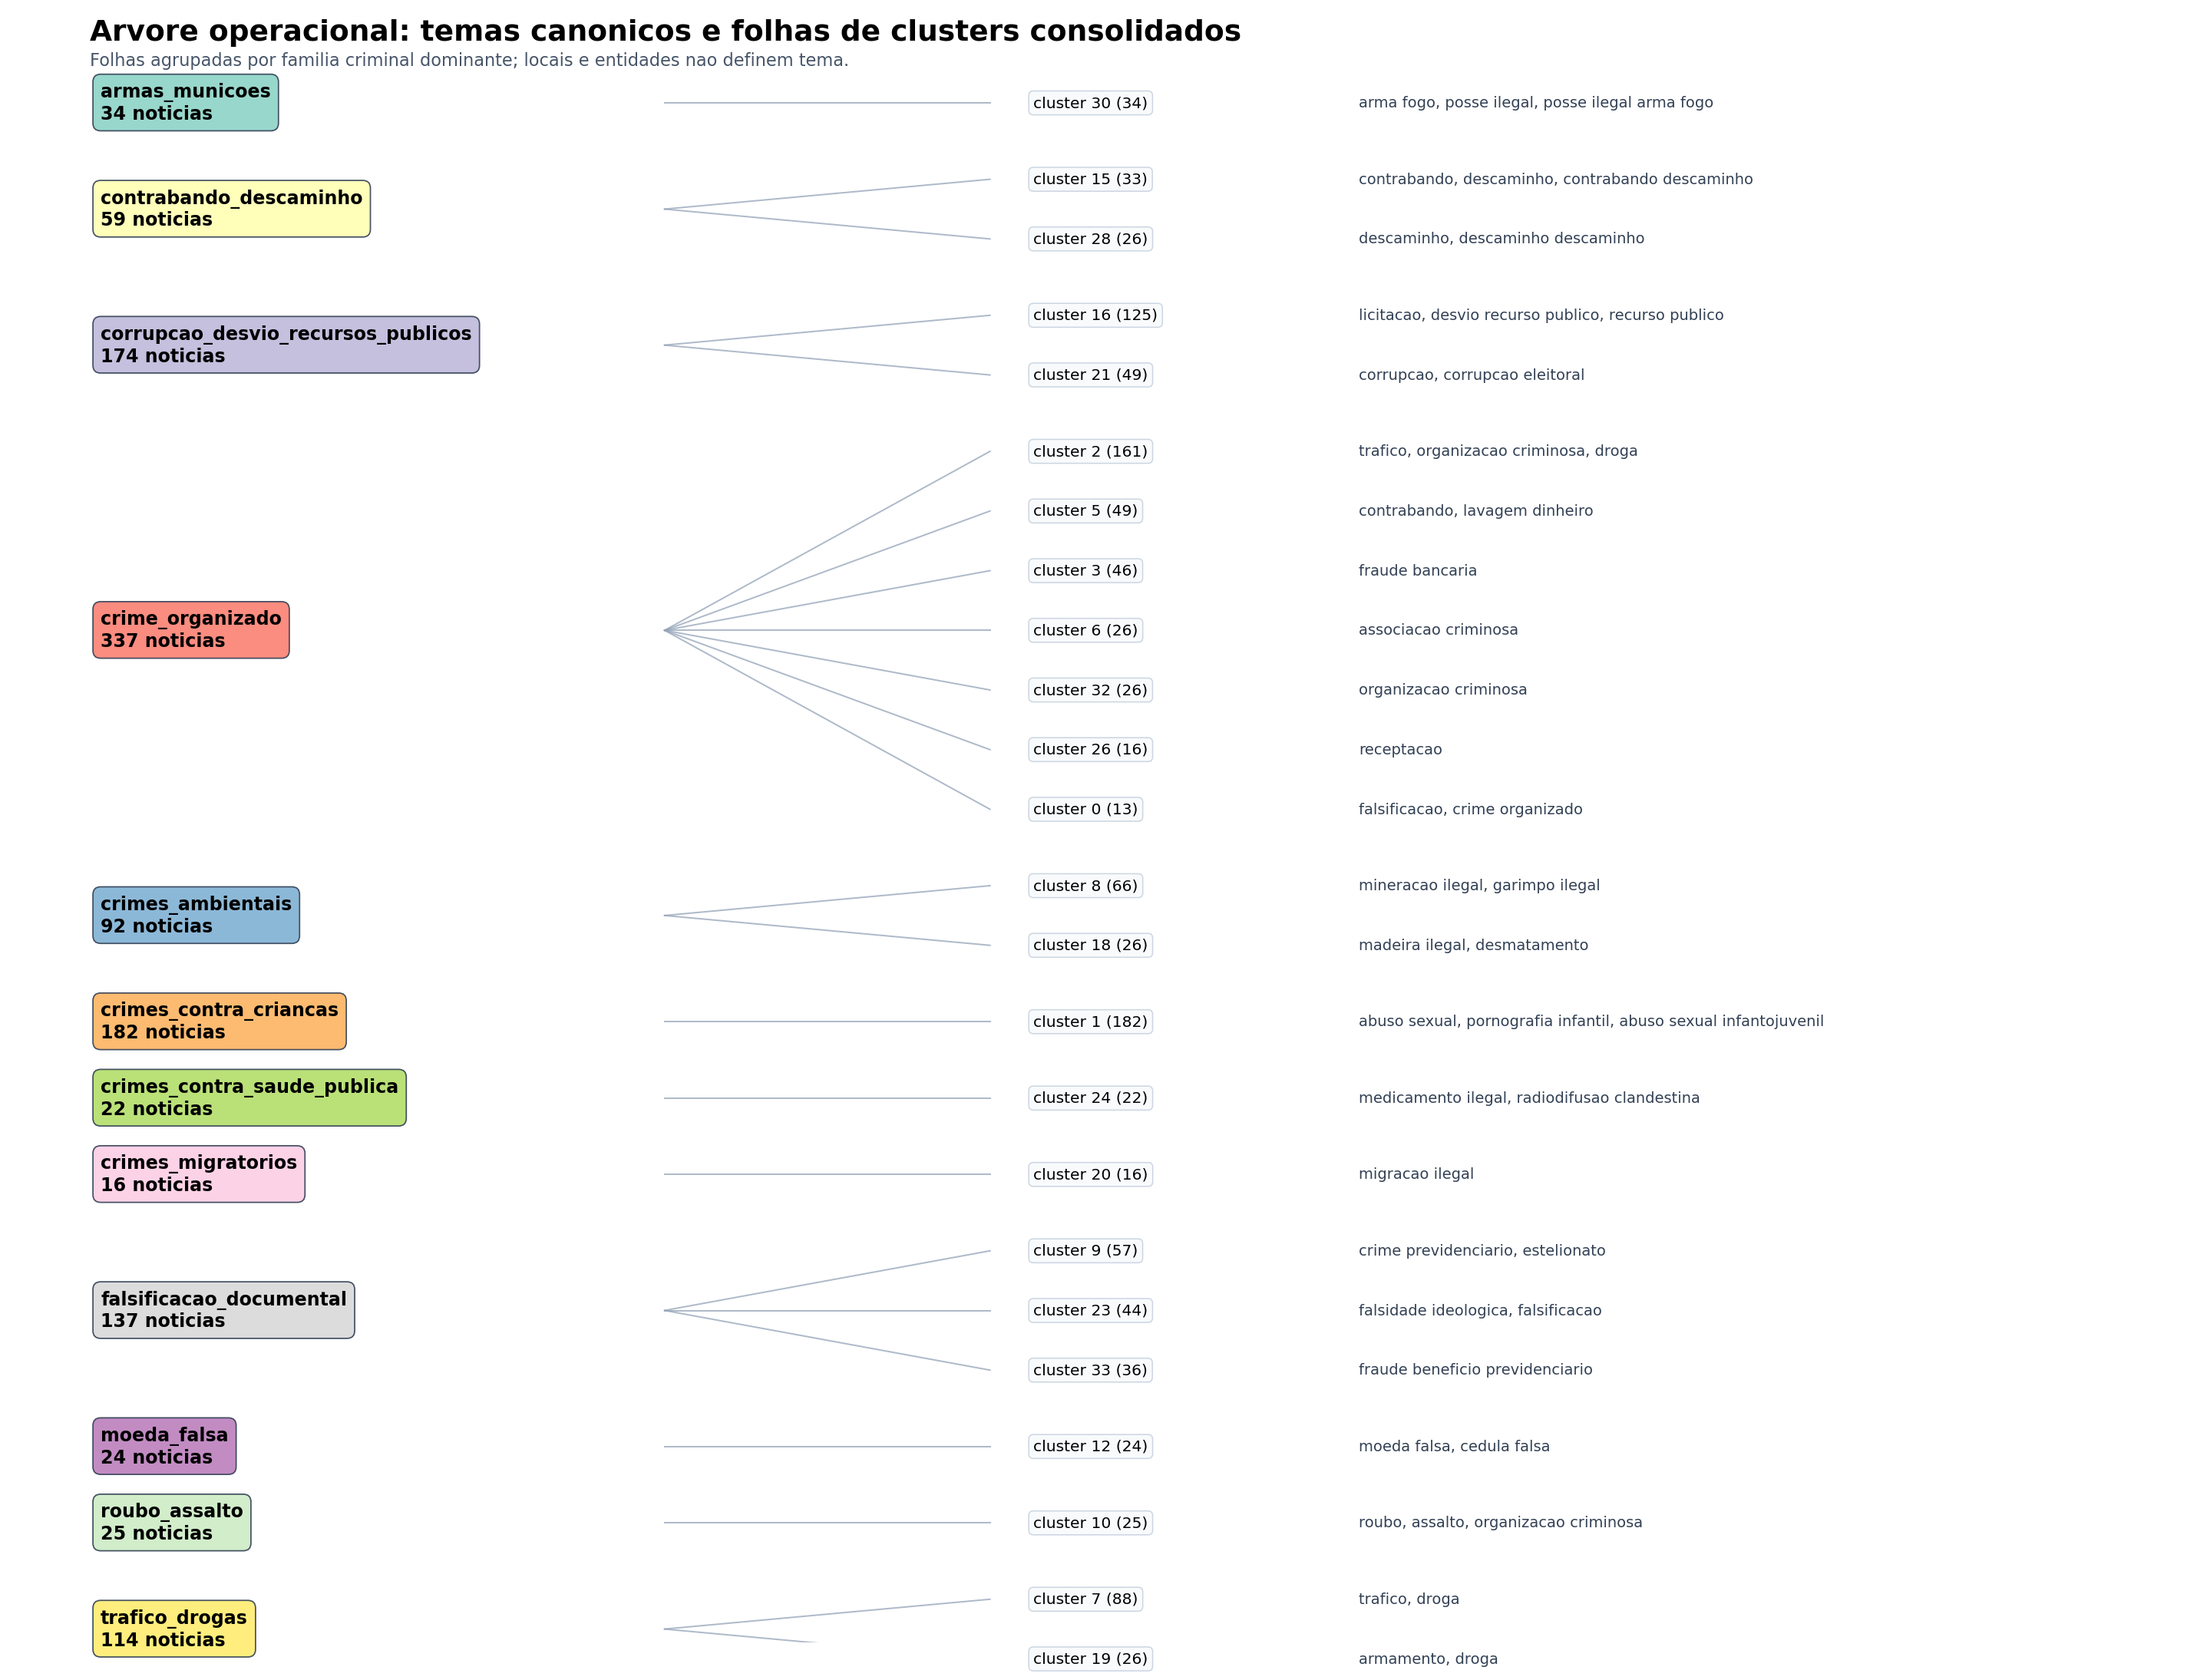 Arvore operacional: temas canonicos e folhas de clusters consolidados
Folhas agrupadas por familia criminal dominante; locais e entidades nao definem tema.
armas_municoes
34 noticias
cluster 30 (34)
arma fogo, posse ilegal, posse ilegal arma fogo
contrabando_descaminho
59 noticias
cluster 15 (33)
contrabando, descaminho, contrabando descaminho
cluster 28 (26)
descaminho, descaminho descaminho
corrupcao_desvio_recursos_publicos
174 noticias
cluster 16 (125)
licitacao, desvio recurso publico, recurso publico
cluster 21 (49)
corrupcao, corrupcao eleitoral
crime_organizado
337 noticias
cluster 2 (161)
trafico, organizacao criminosa, droga
cluster 5 (49)
contrabando, lavagem dinheiro
cluster 3 (46)
fraude bancaria
cluster 6 (26)
associacao criminosa
cluster 32 (26)
organizacao criminosa
cluster 26 (16)
receptacao
cluster 0 (13)
falsificacao, crime organizado
crimes_ambientais
92 noticias
cluster 8 (66)
mineracao ilegal, garimpo ilegal
cluster 18 (26)
madeira ilegal, desmatamento
crimes_contra_criancas
182 noticias
cluster 1 (182)
abuso sexual, pornografia infantil, abuso sexual infantojuvenil
crimes_contra_saude_publica
22 noticias
cluster 24 (22)
medicamento ilegal, radiodifusao clandestina
crimes_migratorios
16 noticias
cluster 20 (16)
migracao ilegal
falsificacao_documental
137 noticias
cluster 9 (57)
crime previdenciario, estelionato
cluster 23 (44)
falsidade ideologica, falsificacao
cluster 33 (36)
fraude beneficio previdenciario
moeda_falsa
24 noticias
cluster 12 (24)
moeda falsa, cedula falsa
roubo_assalto
25 noticias
cluster 10 (25)
roubo, assalto, organizacao criminosa
trafico_drogas
114 noticias
cluster 7 (88)
trafico, droga
cluster 19 (26)
armamento, droga